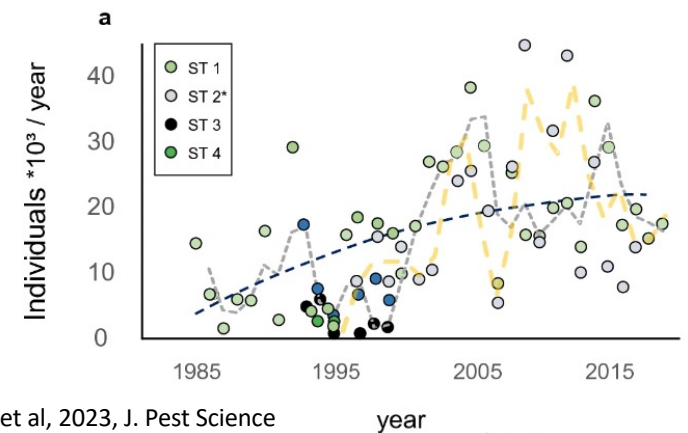 a
Individuals *10³ / year
40
30
20
10
0
ST 1
ST 2*
ST 3
ST 4
1985 1995 2005 2015
year
et al, 2023, J. Pest Science